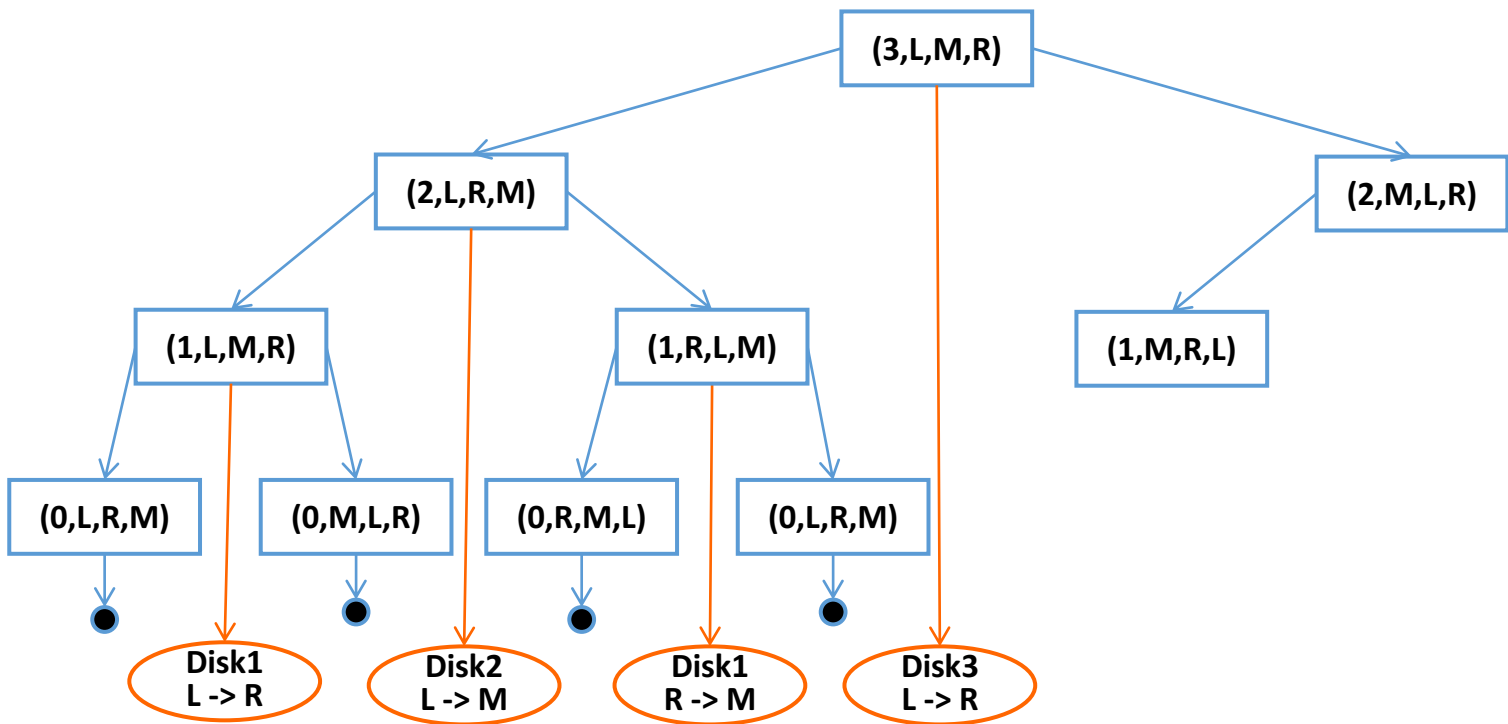 (3,L,M,R)
(2,L,R,M)
(2,M,L,R)
(1,L,M,R)
(1,R,L,M)
(1,M,R,L)
(0,L,R,M)
(0,M,L,R)
(0,R,M,L)
(0,L,R,M)
Disk1
L -> R
Disk2
L -> M
Disk1
R -> M
Disk3
L -> R